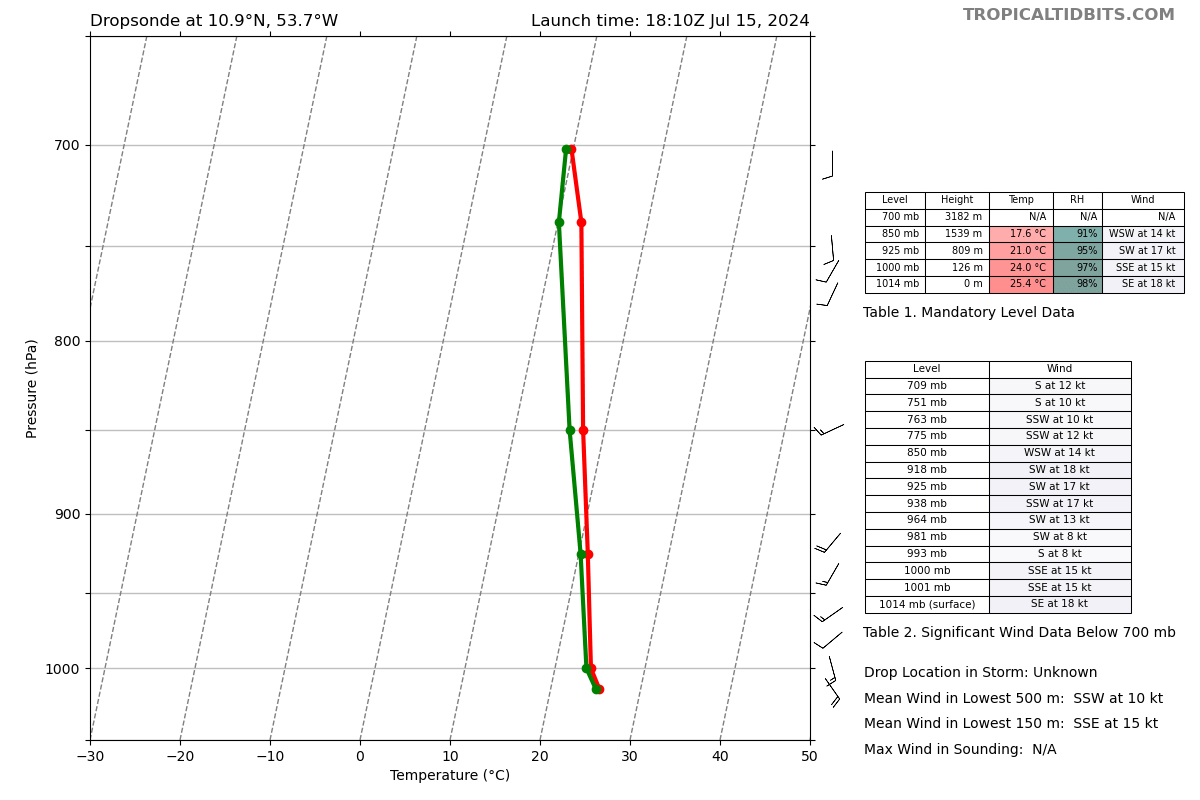 Dropsonde at 10.9°N, 53.7°W
Launch time: 18:10Z Jul 15, 2024
TROPICALTIDBITS.COM
700
800
900
1000
Pressure (hPa)
−30 −20 −10 0 10 20 30 40 50
Temperature (°C)
Level Height Temp RH Wind
700 mb 3182 m N/A N/A N/A
850 mb 1539 m 17.6 °C 91% WSW at 14 kt
925 mb 809 m 21.0 °C 95% SW at 17 kt
1000 mb 126 m 24.0 °C 97% SSE at 15 kt
1014 mb 0 m 25.4 °C 98% SE at 18 kt
Table 1. Mandatory Level Data
Level Wind
709 mb S at 12 kt
751 mb S at 10 kt
763 mb SSW at 10 kt
775 mb SSW at 12 kt
850 mb WSW at 14 kt
918 mb SW at 18 kt
925 mb SW at 17 kt
938 mb SSW at 17 kt
964 mb SW at 13 kt
981 mb SW at 8 kt
993 mb S at 8 kt
1000 mb SSE at 15 kt
1001 mb SSE at 15 kt
1014 mb (surface) SE at 18 kt
Table 2. Significant Wind Data Below 700 mb
Drop Location in Storm: Unknown
Mean Wind in Lowest 500 m: SSW at 10 kt
Mean Wind in Lowest 150 m: SSE at 15 kt
Max Wind in Sounding: N/A